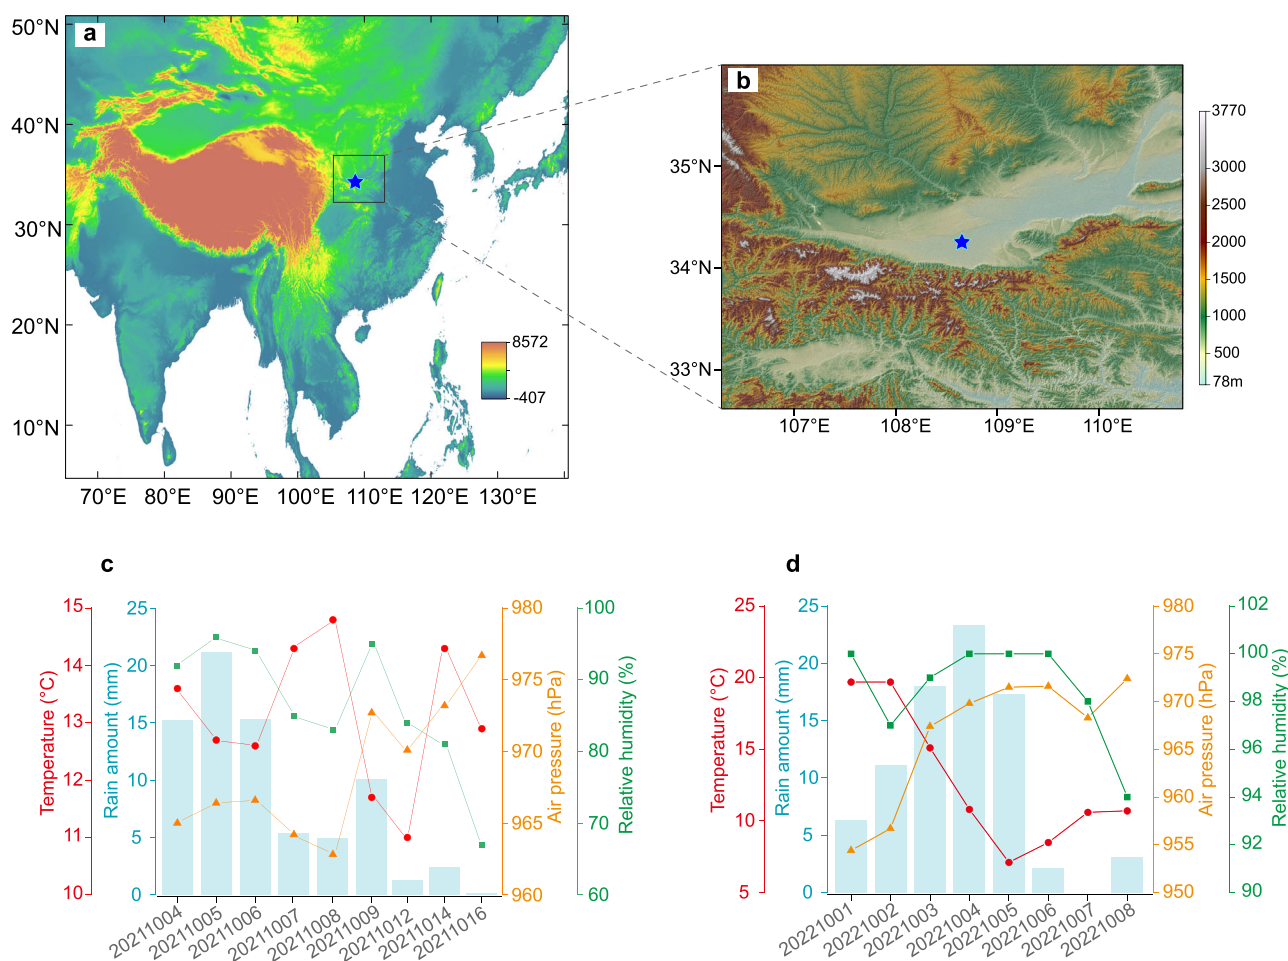 a
50°N
40°N
30°N
20°N
10°N
70°E 80°E 90°E 100°E 110°E 120°E 130°E
8572
-407
b
35°N
34°N
33°N
107°E 108°E 109°E 110°E
3770
3000
2500
2000
1500
1000
500
78m
c
Temperature (°C)
15
14
13
12
11
10
Rain amount (mm)
25
20
15
10
5
0
980
975
970
965
960
Air pressure (hPa)
100
90
80
70
60
Relative humidity (%)
20211004 20211005 20211006 20211007 20211008 20211009 20211012 20211014 20211016
d
Temperature (°C)
25
20
15
10
5
Rain amount (mm)
25
20
15
10
5
0
980
975
970
965
960
955
950
Air pressure (hPa)
102
100
98
96
94
92
90
Relative humidity (%)
20221001 20221002 20221003 20221004 20221005 20221006 20221007 20221008